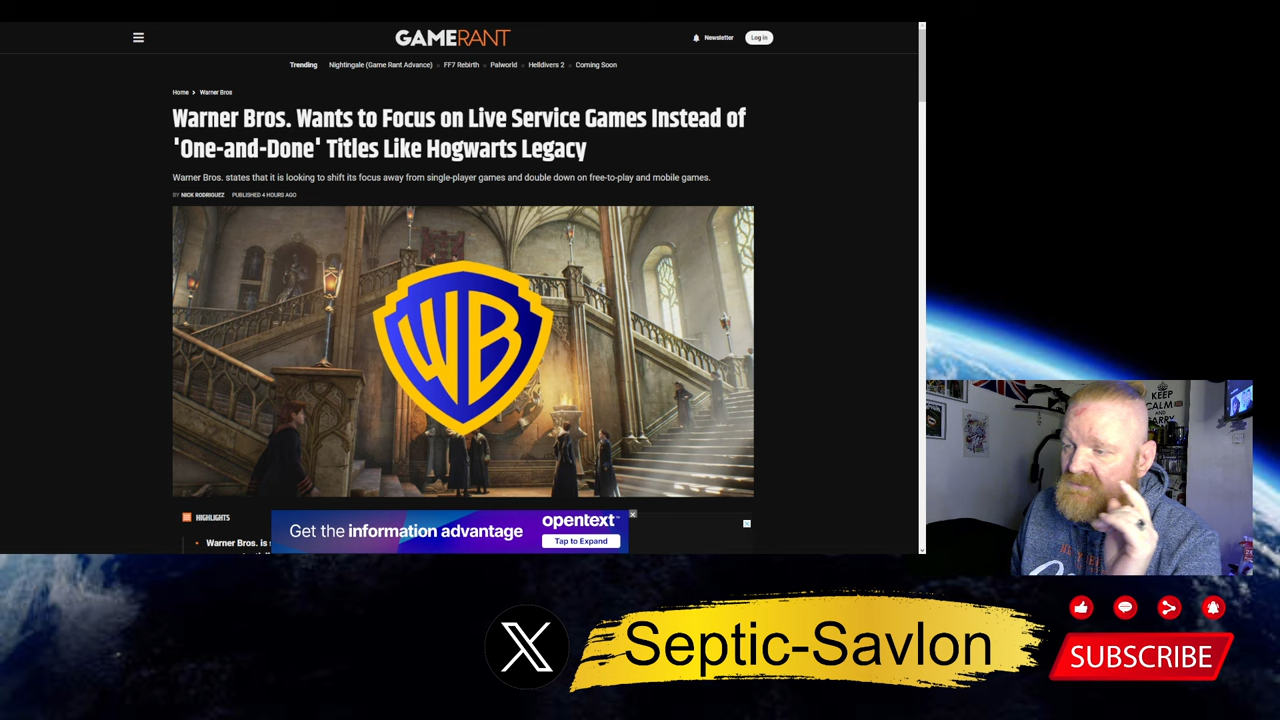 GAMERANT
Newsletter
Log in
Trending Nightingale (Game Rant Advance) FF7 Rebirth Palworld Helldivers 2 Coming Soon
Home > Warner Bros
Warner Bros. Wants to Focus on Live Service Games Instead of
'One-and-Done' Titles Like Hogwarts Legacy
Warner Bros. states that it is looking to shift its focus away from single-player games and double down on free-to-play and mobile games.
BY NICK RODRIGUEZ PUBLISHED 4 HOURS AGO
WB
HIGHLIGHTS
Warner Bros. is
Get the information advantage
opentext™
Tap to Expand
KEEP
CALMERS
AND
CARRY
Septic-Savlon
SUBSCRIBE